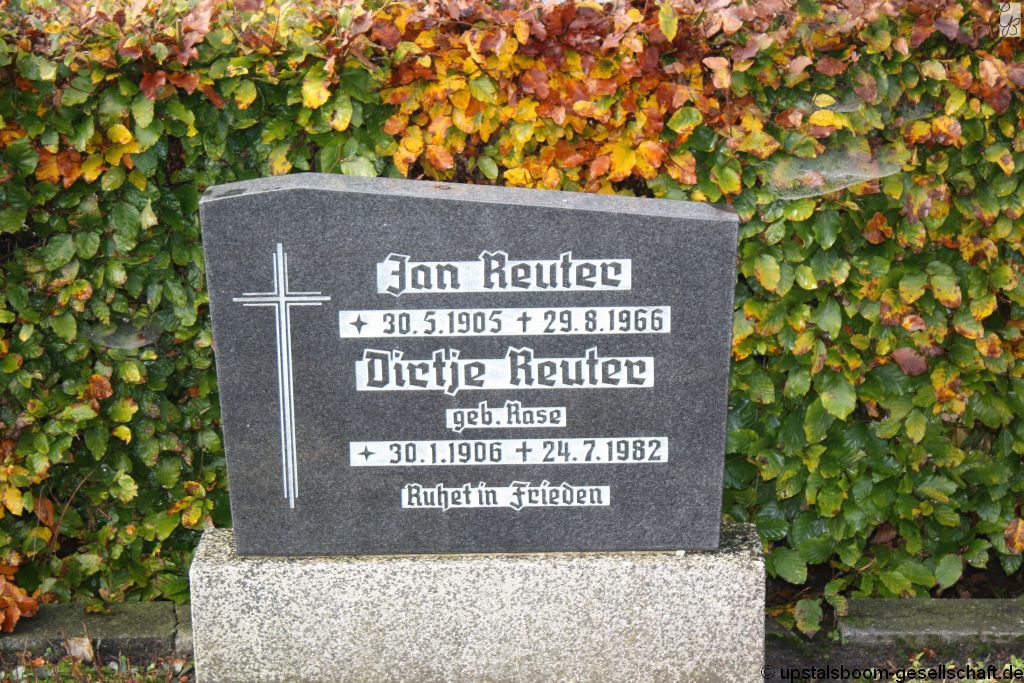 Jan Reuter
✦ 30.5.1905 ✝ 29.8.1966
Dirtje Reuter
geb. Rase
✦ 30.1.1906 ✝ 24.7.1982
Ruhet in Frieden
© upstalsboom-gesellschaft.de